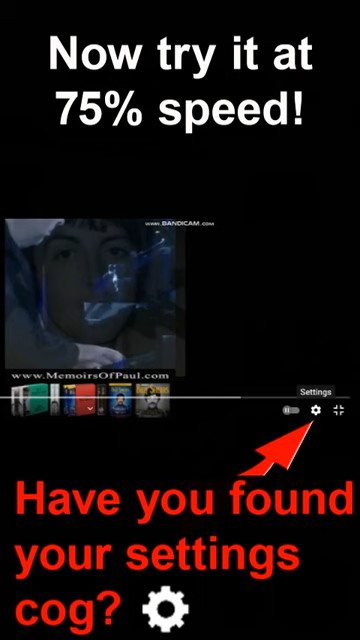 Now try it at
75% speed!
www.BANDICAM.com
www.MemoirsOfPaul.com
Settings
Have you found
your settings
cog?